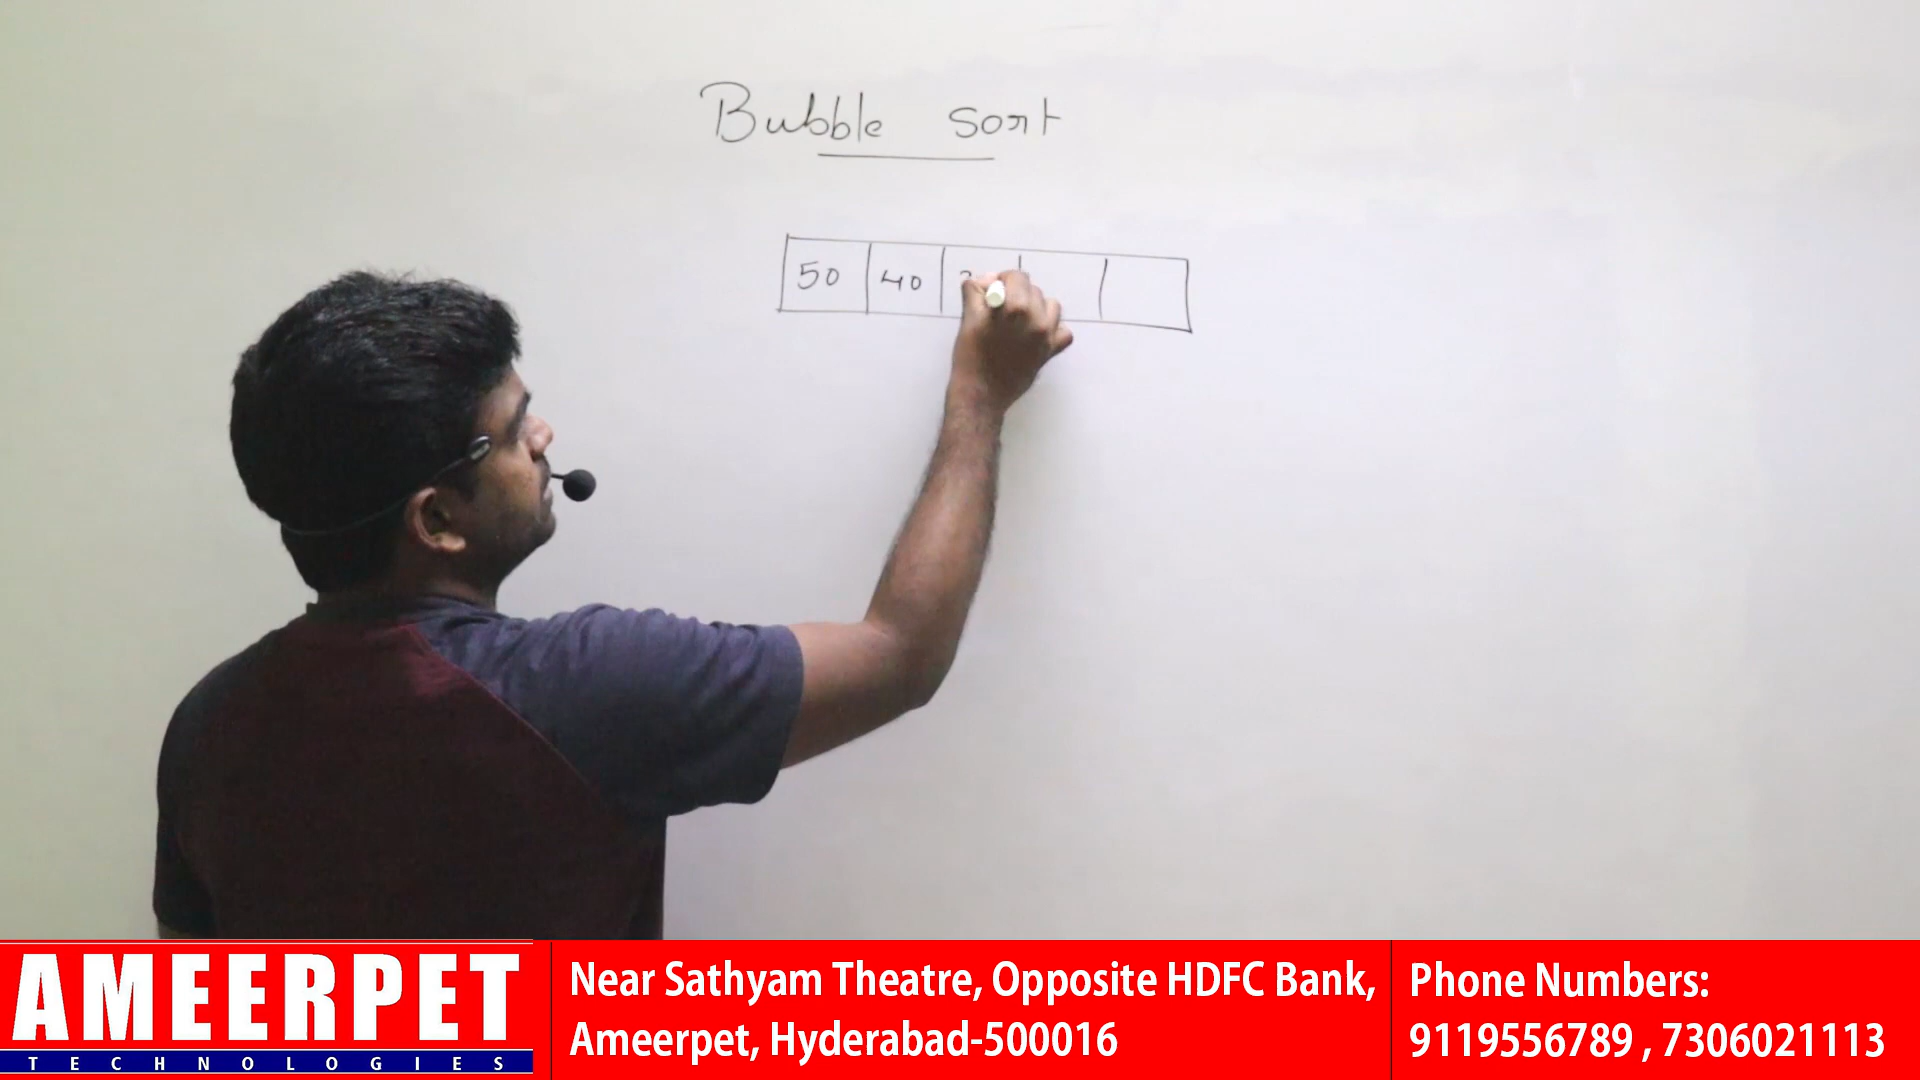 Bubble sort
50 40
AMEERPET
TECHNOLOGIES
Near Sathyam Theatre, Opposite HDFC Bank,
Ameerpet, Hyderabad-500016
Phone Numbers:
9119556789 , 7306021113